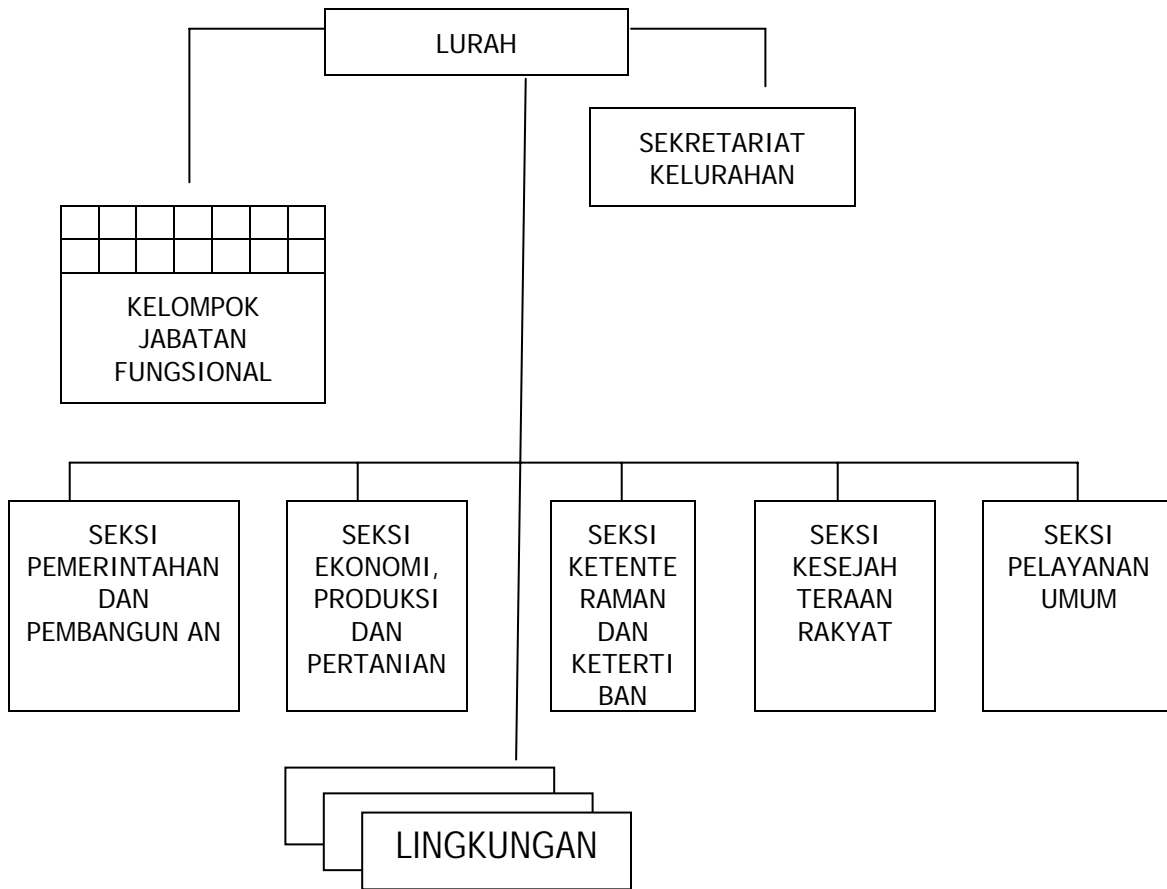 LURAH
SEKRETARIAT
KELURAHAN
KELOMPOK
JABATAN
FUNGSIONAL
SEKSI
PEMERINTAHAN
DAN
PEMBANGUN AN
SEKSI
EKONOMI,
PRODUKSI
DAN
PERTANIAN
SEKSI
KETENTE
RAMAN
DAN
KETERTI
BAN
SEKSI
KESEJAH
TERAAN
RAKYAT
SEKSI
PELAYANAN
UMUM
LINGKUNGAN